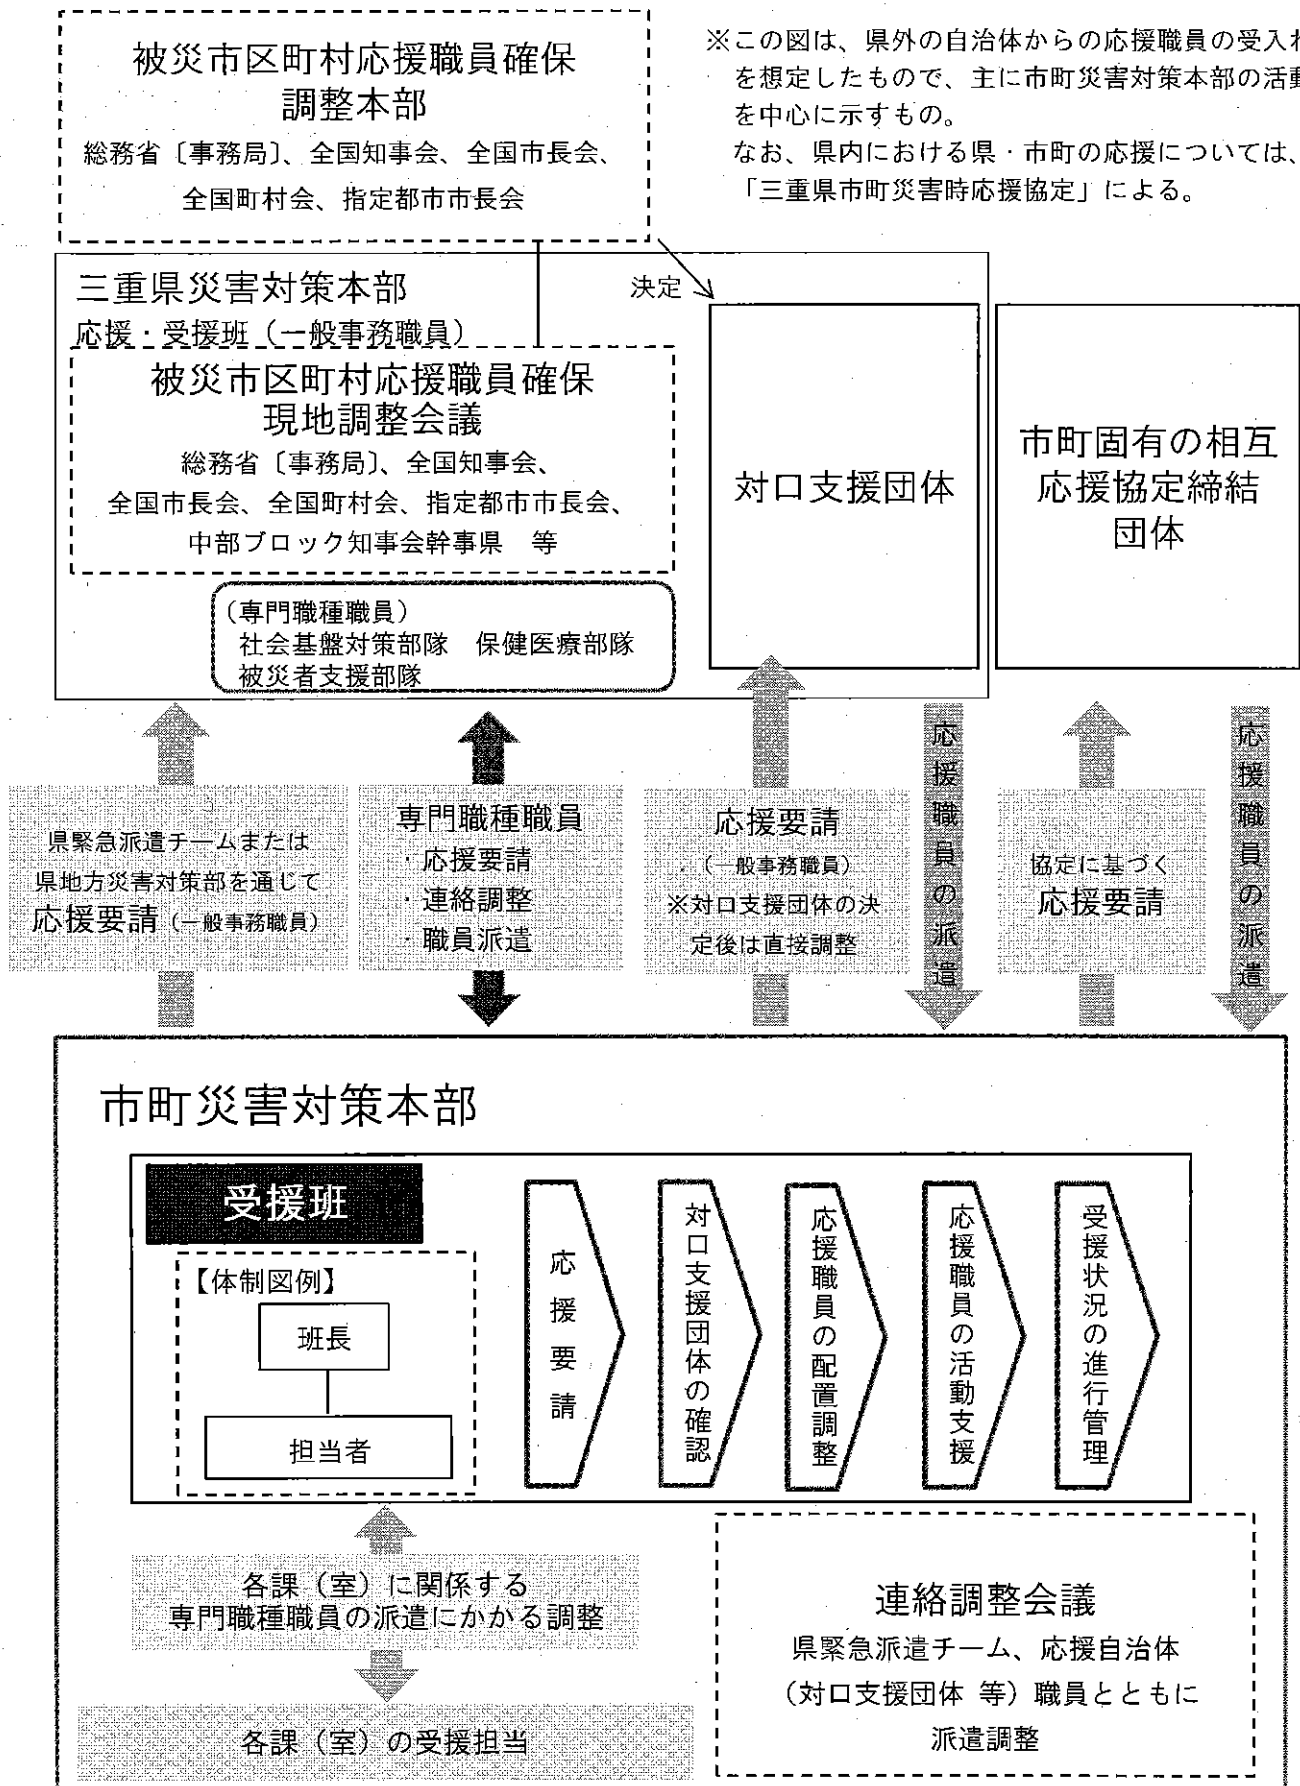 被災市区町村応援職員確保
調整本部
総務省〔事務局〕、全国知事会、全国市長会、
全国町村会、指定都市市長会
※この図は、県外の自治体からの応援職員の受入れ
を想定したもので、主に市町災害対策本部の活動
を中心に示すもの。
なお、県内における県・市町の応援については、
「三重県市町災害時応援協定」による。
三重県災害対策本部
応援・受援班（一般事務職員）
決定
被災市区町村応援職員確保
現地調整会議
総務省〔事務局〕、全国知事会、
全国市長会、全国町村会、指定都市市長会、
中部ブロック知事会幹事県　等
（専門職種職員）
社会基盤対策部隊　保健医療部隊
被災者支援部隊
対口支援団体
市町固有の相互
応援協定締結
団体
県緊急派遣チームまたは
県地方災害対策部を通じて
応援要請（一般事務職員）
専門職種職員
・応援要請
・連絡調整
・職員派遣
応援要請
（一般事務職員）
※対口支援団体の決
定後は直接調整
応援職員の派遣
協定に基づく
応援要請
応援職員の派遣
市町災害対策本部
受援班
【体制図例】
班長
担当者
応援要請
対口支援団体の確認
応援職員の配置調整
応援職員の活動支援
受援状況の進行管理
各課（室）に関係する
専門職種職員の派遣にかかる調整
各課（室）の受援担当
連絡調整会議
県緊急派遣チーム、応援自治体
（対口支援団体 等）職員とともに
派遣調整